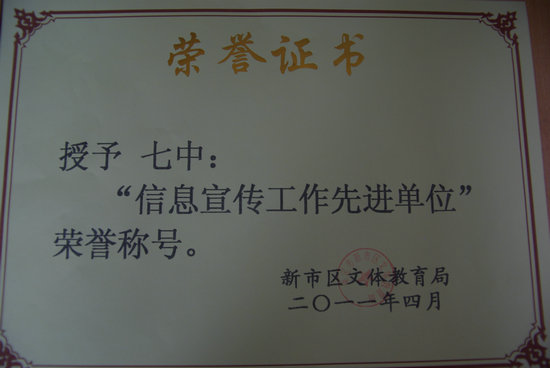 荣誉证书
授予 七中：
“信息宣传工作先进单位”
荣誉称号。
新市区文体教育局
二〇一一年四月